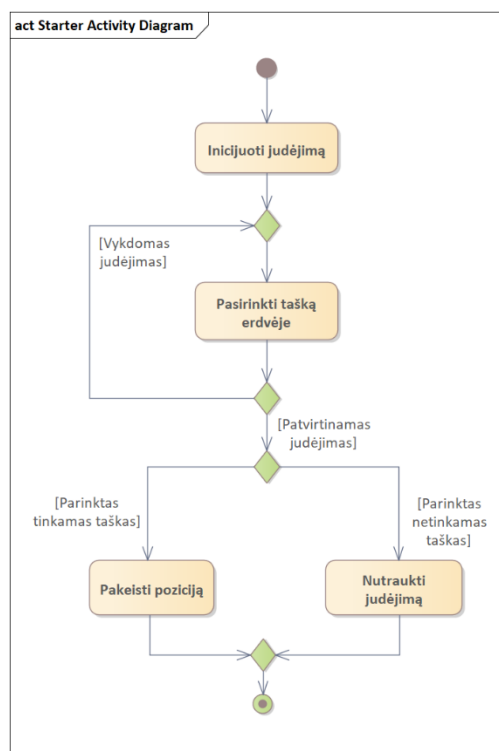 act Starter Activity Diagram
Inicijuoti judėjimą
[Vykdomas
judėjimas]
Pasirinkti tašką
erdvėje
[Patvirtinamas
judėjimas]
[Parinktas
tinkamas taškas]
[Parinktas
netinkamas
taškas]
Pakeisti poziciją
Nutraukti
judėjimą